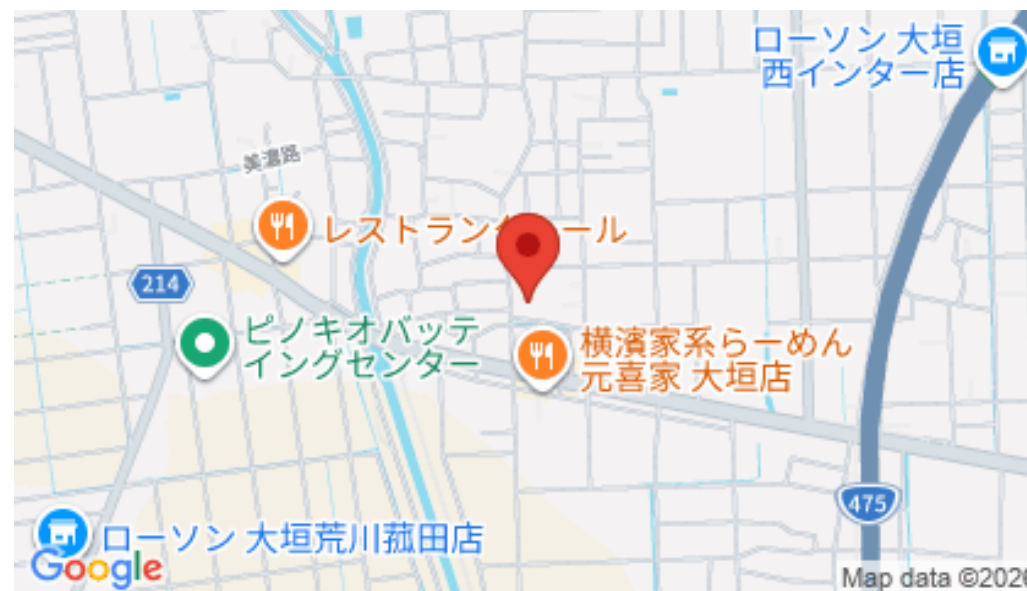 ローソン 大垣
西インター店
美濃路
レストラン
ール
214
ピノキオバッテ
ィングセンター
横濱家系らーめん
元喜家 大垣店
475
ローソン 大垣荒川菰田店
Google
Map data ©2026